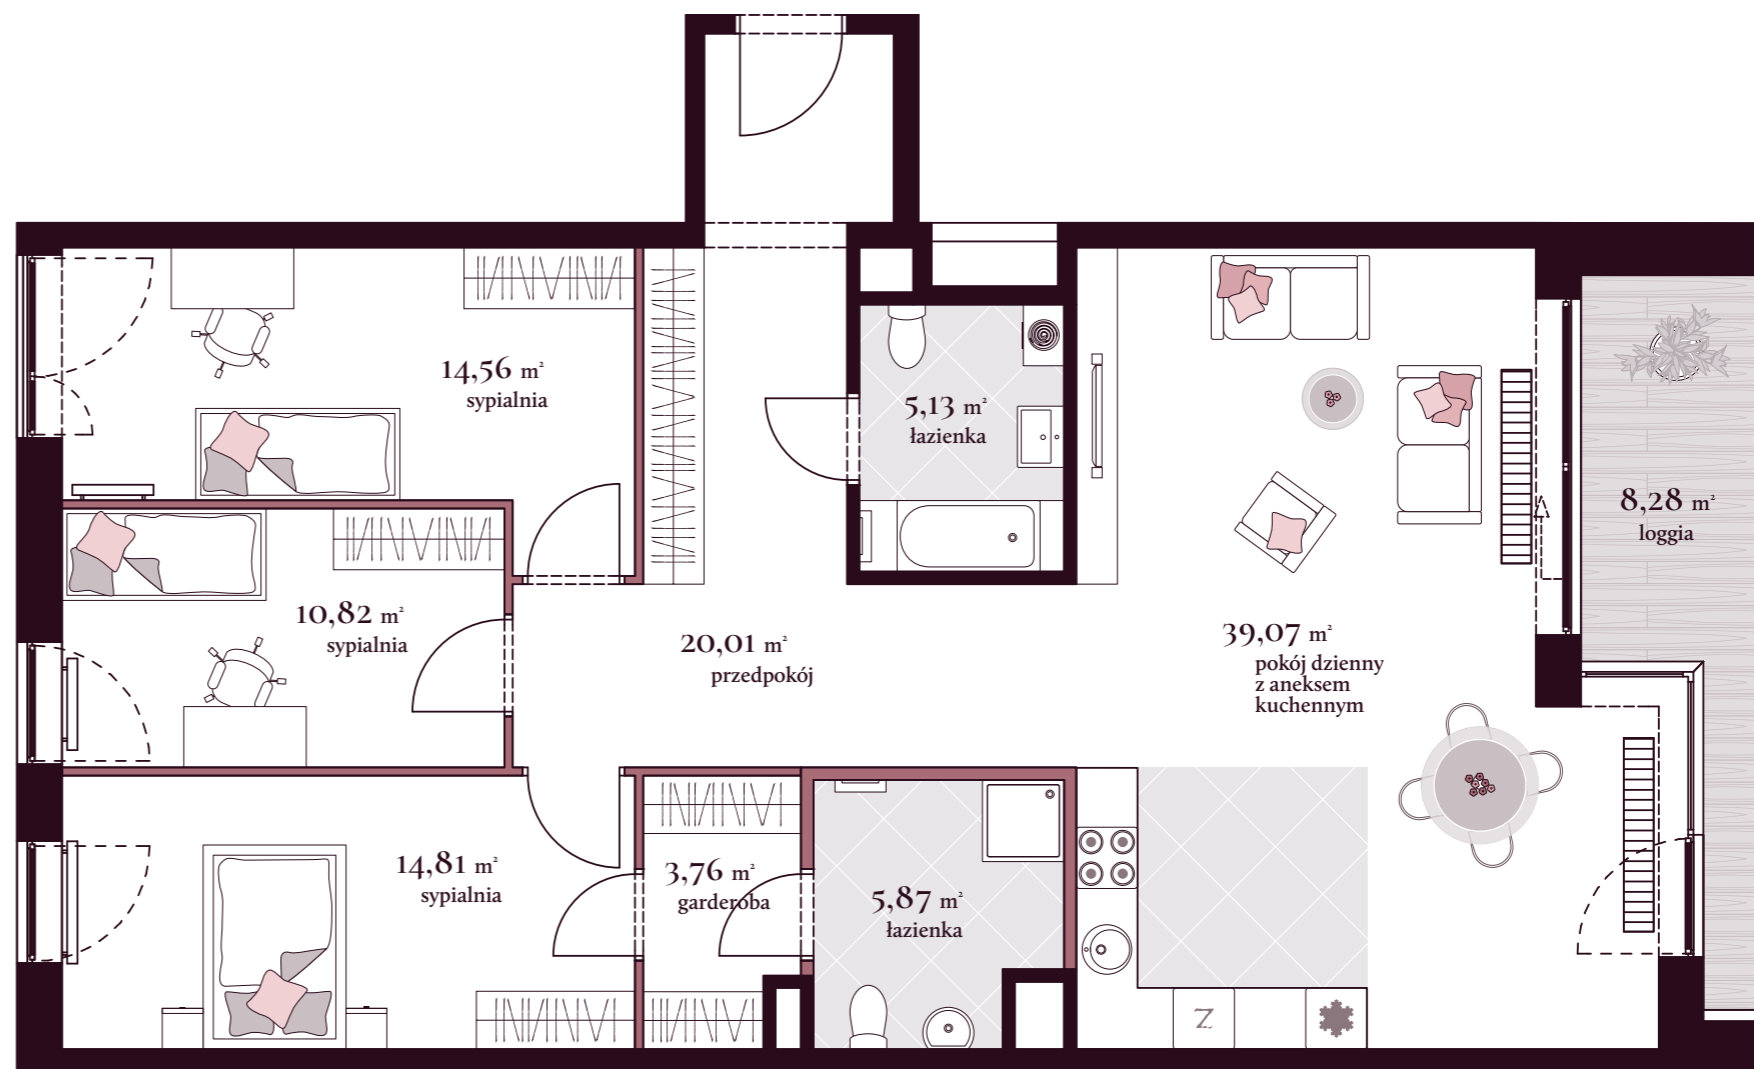 14,56 m²
sypialnia
5,13 m²
łazienka
8,28 m²
loggia
10,82 m²
sypialnia
20,01 m²
przedpokój
39,07 m²
pokój dzienny
z aneksem
kuchennym
14,81 m²
sypialnia
3,76 m²
garderoba
5,87 m²
łazienka
Z